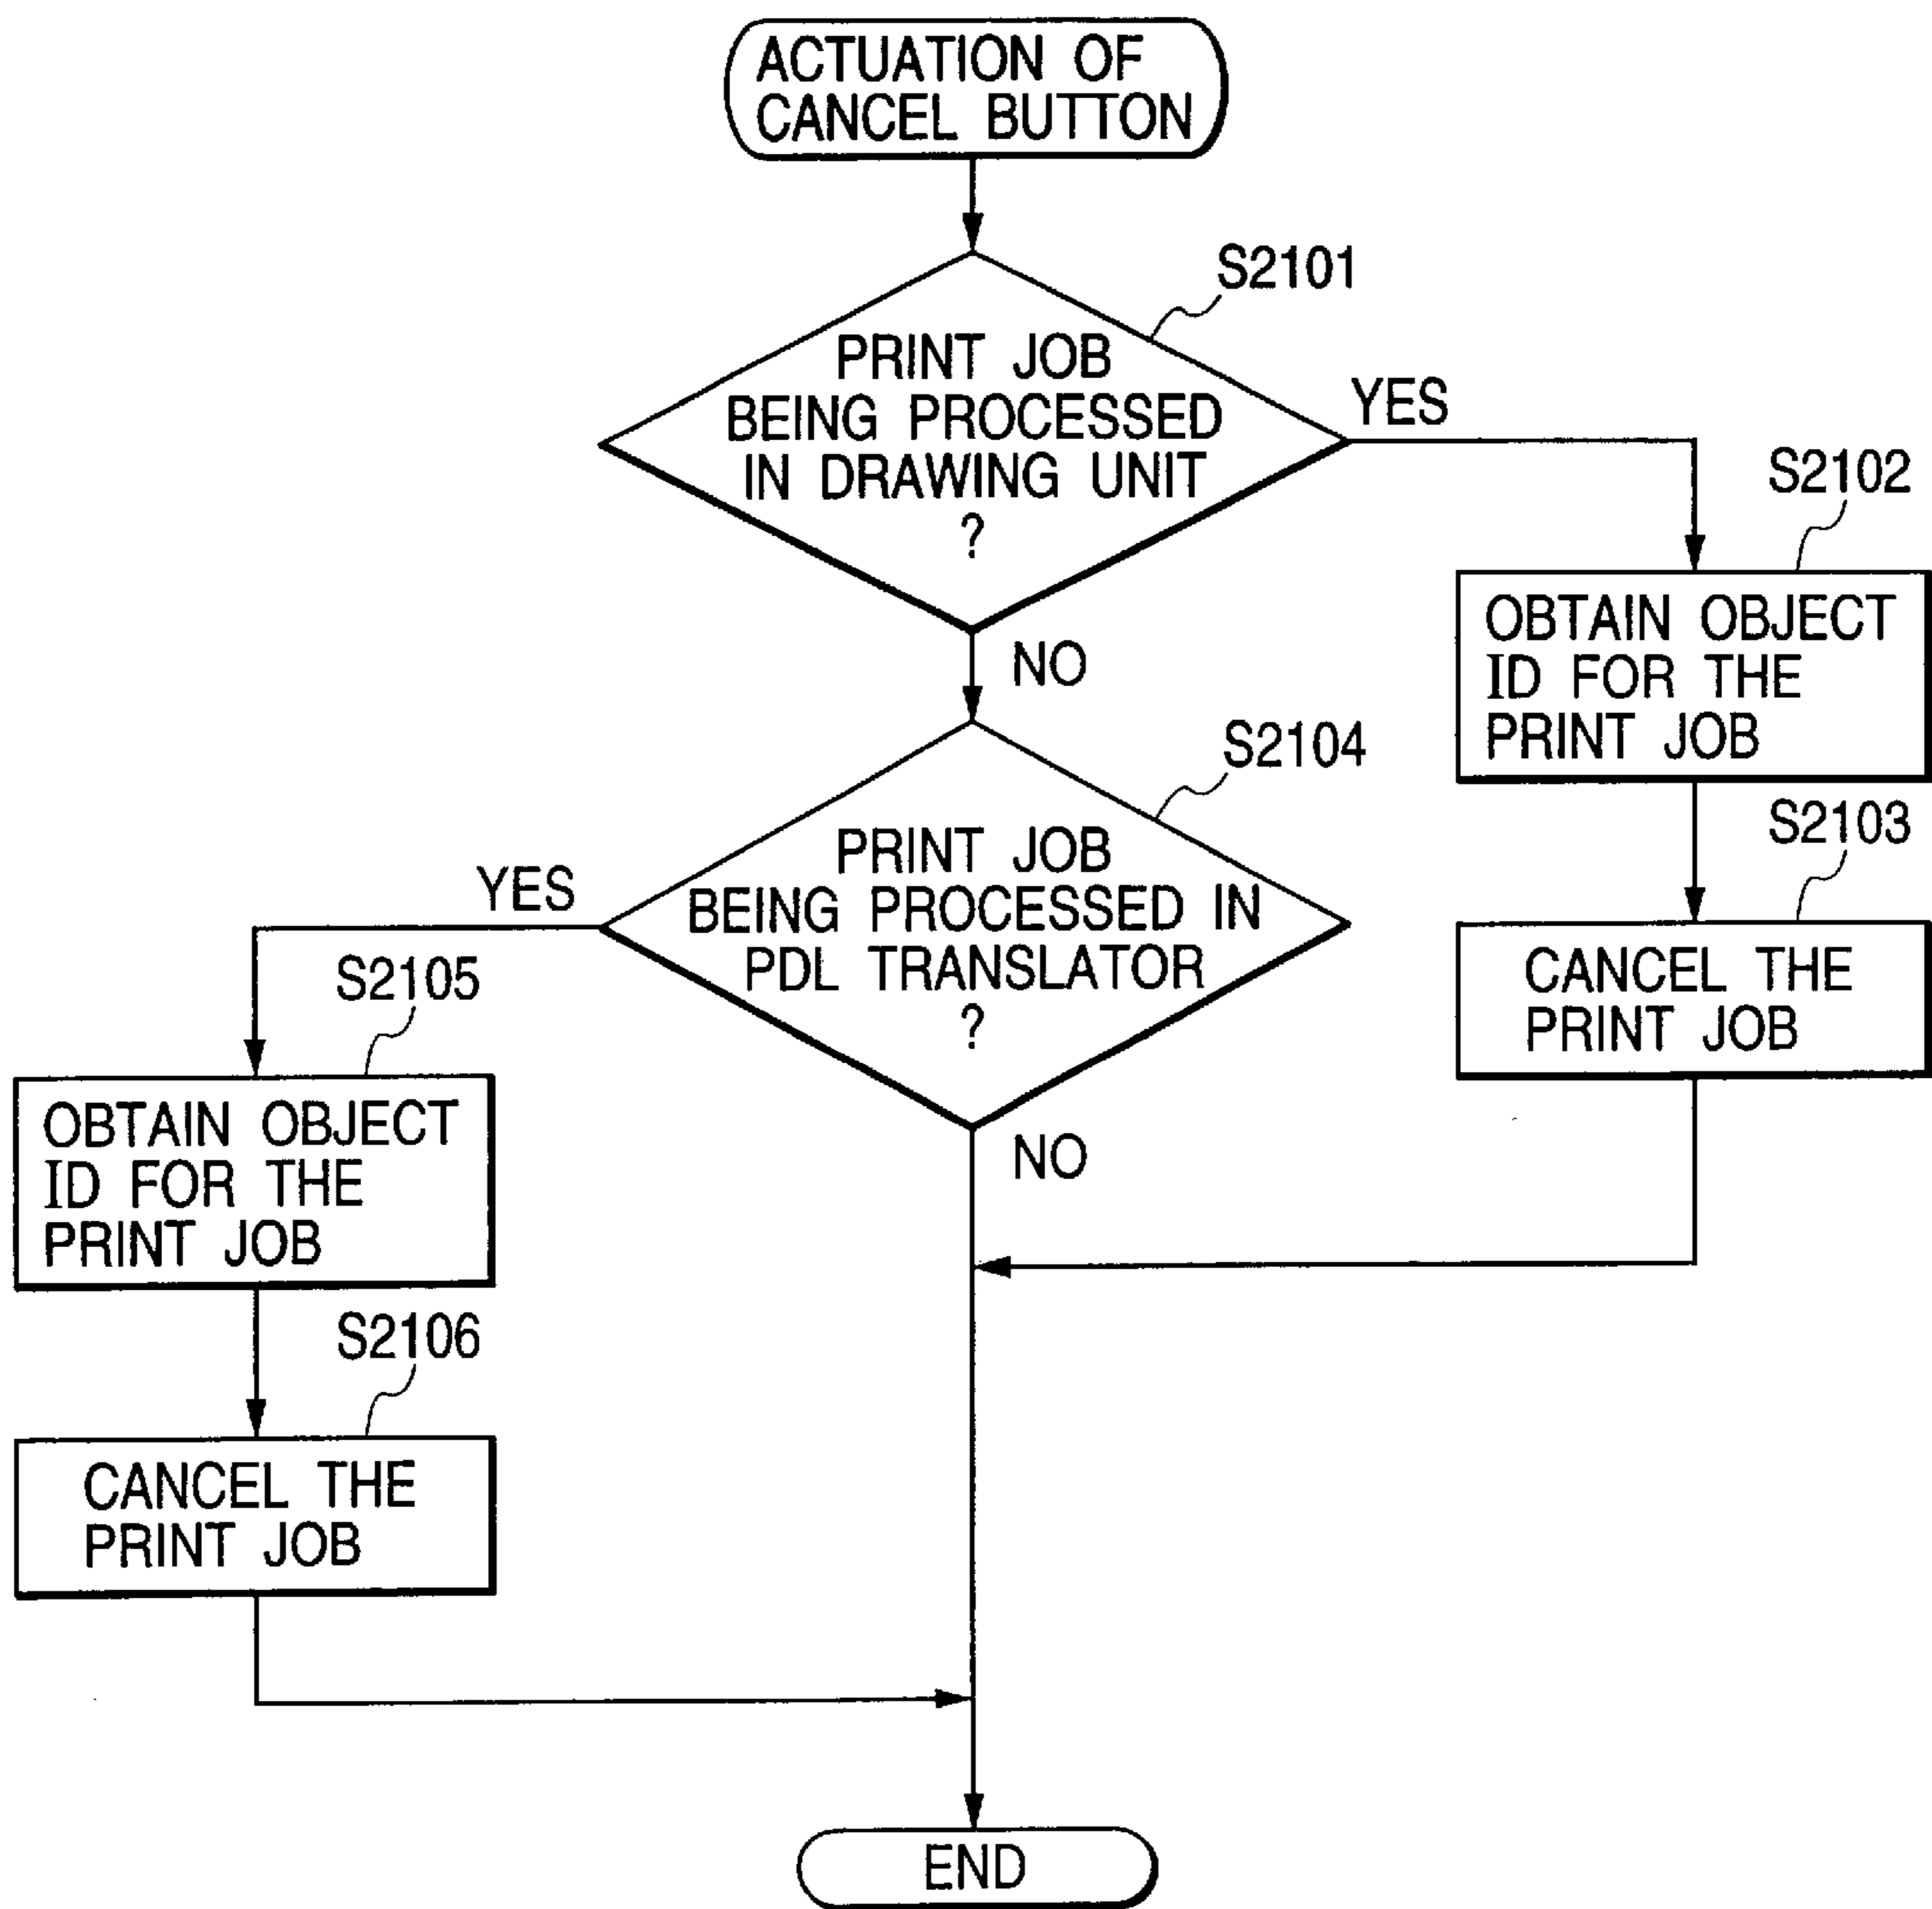 ACTUATION OF
CANCEL BUTTON
S2101
PRINT JOB
BEING PROCESSED
IN DRAWING UNIT
?
YES
NO
S2102
OBTAIN OBJECT
ID FOR THE
PRINT JOB
S2103
CANCEL THE
PRINT JOB
S2104
PRINT JOB
BEING PROCESSED IN
PDL TRANSLATOR
?
YES
NO
S2105
OBTAIN OBJECT
ID FOR THE
PRINT JOB
S2106
CANCEL THE
PRINT JOB
END